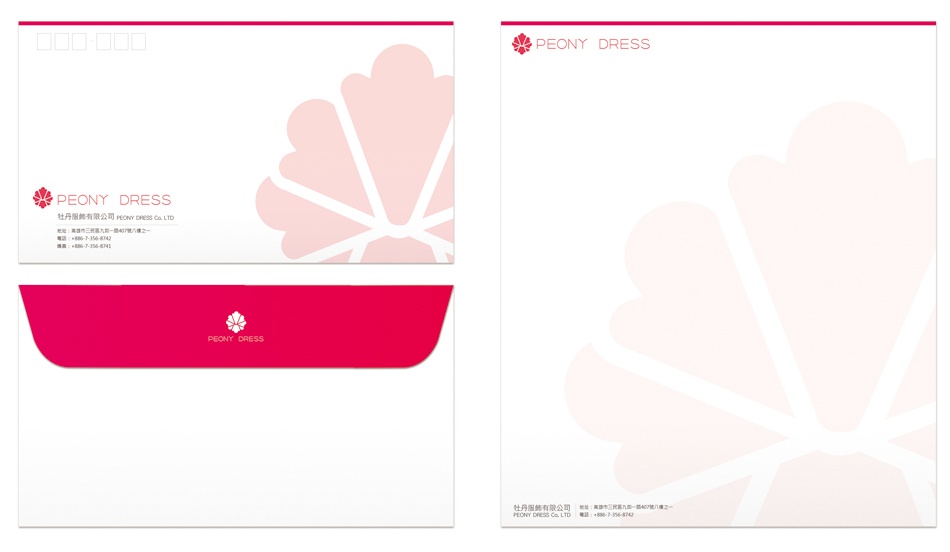 PEONY DRESS
牡丹服飾有限公司 PEONY DRESS Co. LTD
地址：高雄市三民區九如一路407號八樓之一
電話：+886-7-356-8742
傳真：+886-7-356-8741
PEONY DRESS
PEONY DRESS
牡丹服飾有限公司
PEONY DRESS Co. LTD
地址：高雄市三民區九如一路407號八樓之一
電話：+886-7-356-8742